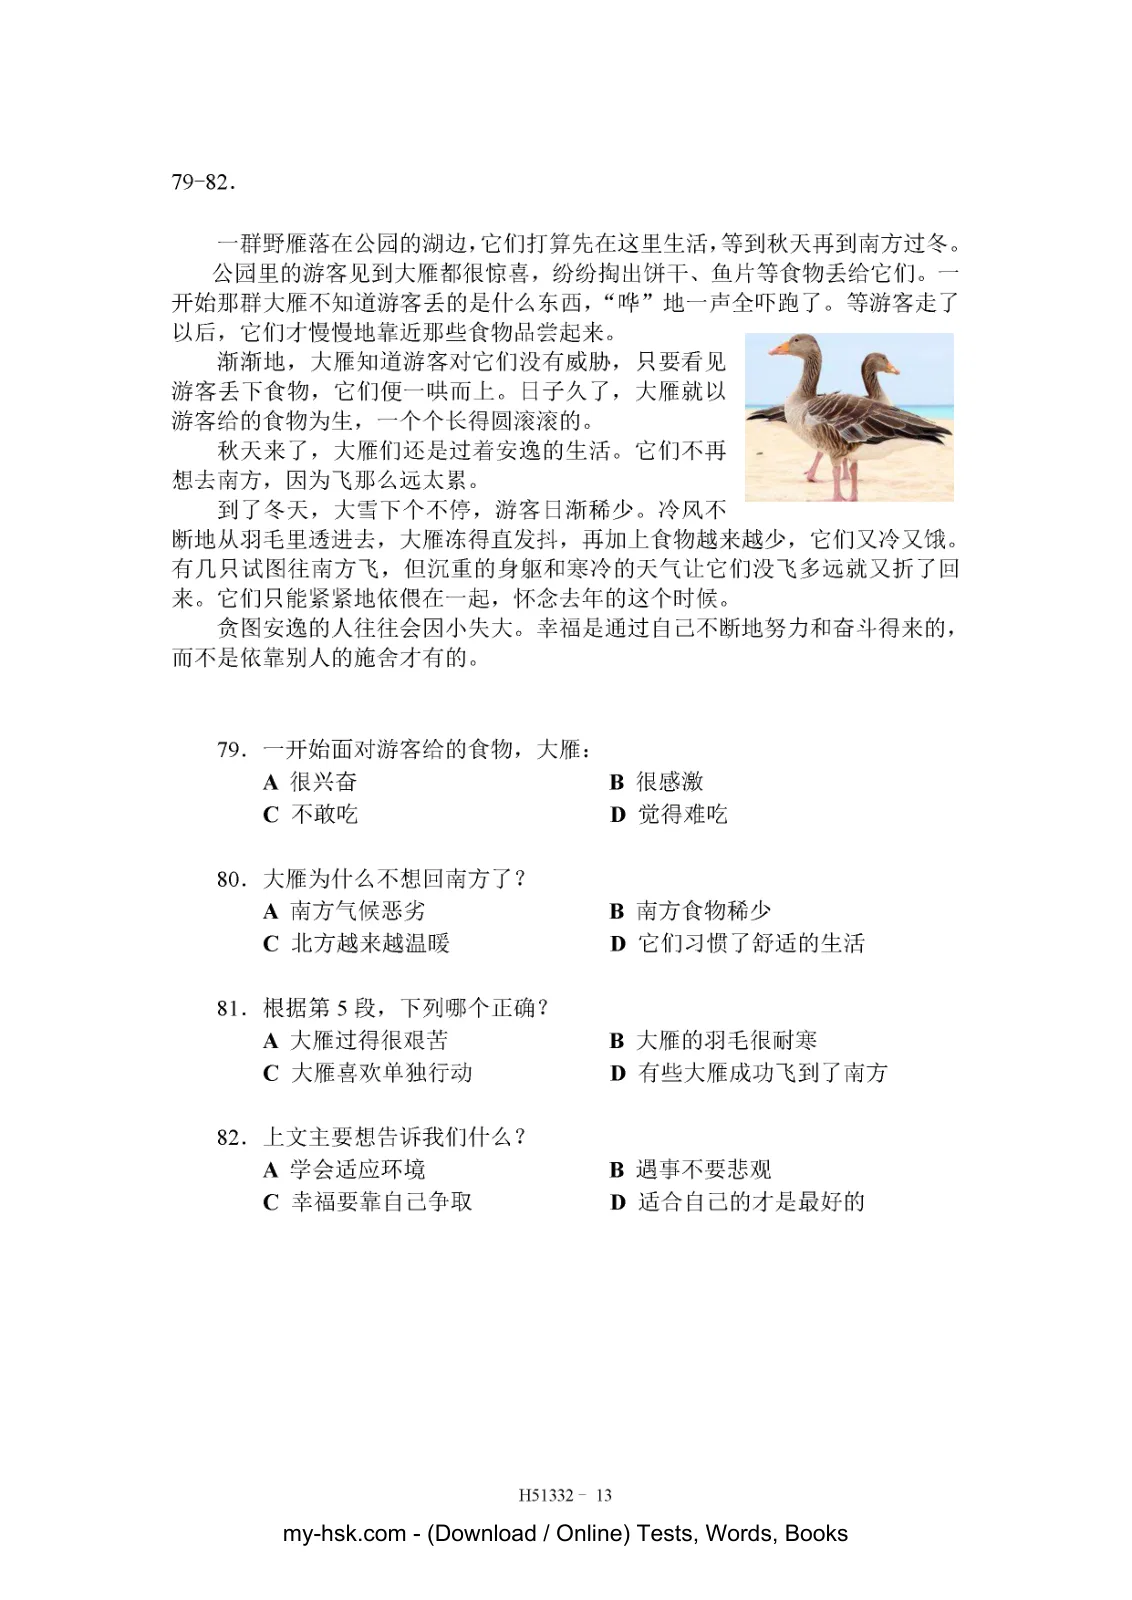 79-82.
一群野雁落在公园的湖边，它们打算先在这里生活，等到秋天再到南方过冬。
公园里的游客见到大雁都很惊喜，纷纷掏出饼干、鱼片等食物丢给它们。一
开始那群大雁不知道游客丢的是什么东西，“哗”地一声全吓跑了。等游客走了
以后，它们才慢慢地靠近那些食物品尝起来。
渐渐地，大雁知道游客对它们没有威胁，只要看见
游客丢下食物，它们便一哄而上。日子久了，大雁就以
游客给的食物为生，一个个长得圆滚滚的。
秋天来了，大雁们还是过着安逸的生活。它们不再
想去南方，因为飞那么远太累。
到了冬天，大雪下个不停，游客日渐稀少。冷风不
断地从羽毛里透进去，大雁冻得直发抖，再加上食物越来越少，它们又冷又饿。
有几只试图往南方飞，但沉重的身躯和寒冷的天气让它们没飞多远就又折了回
来。它们只能紧紧地依偎在一起，怀念去年的这个时候。
贪图安逸的人往往会因小失大。幸福是通过自己不断地努力和奋斗得来的，
而不是依靠别人的施舍才有的。
79. 一开始面对游客给的食物，大雁：
A 很兴奋 B 很感激
C 不敢吃 D 觉得难吃
80. 大雁为什么不想回南方了？
A 南方气候恶劣 B 南方食物稀少
C 北方越来越温暖 D 它们习惯了舒适的生活
81. 根据第 5 段，下列哪个正确？
A 大雁过得很艰苦 B 大雁的羽毛很耐寒
C 大雁喜欢单独行动 D 有些大雁成功飞到了南方
82. 上文主要想告诉我们什么？
A 学会适应环境 B 遇事不要悲观
C 幸福要靠自己争取 D 适合自己的才是最好的
H51332 - 13
my-hsk.com - (Download / Online) Tests, Words, Books